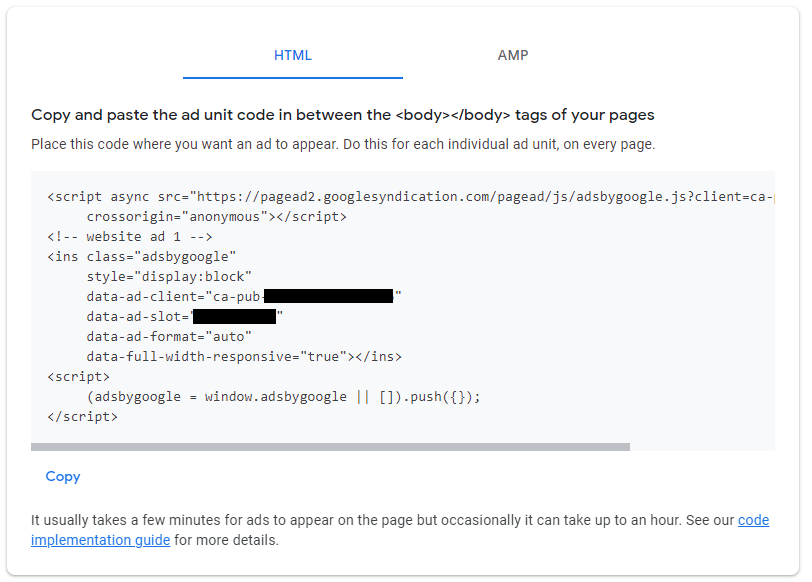 HTML AMP
Copy and paste the ad unit code in between the <body></body> tags of your pages
Place this code where you want an ad to appear. Do this for each individual ad unit, on every page.
<script async src="https://pagead2.googlesyndication.com/pagead/js/adsbygoogle.js?client=ca-
crossorigin="anonymous"></script>
<!-- website ad 1 -->
<ins class="adsbygoogle"
style="display:block"
data-ad-client="ca-pub-"
data-ad-slot=""
data-ad-format="auto"
data-full-width-responsive="true"></ins>
<script>
(adsbygoogle = window.adsbygoogle || []).push({});
</script>
Copy
It usually takes a few minutes for ads to appear on the page but occasionally it can take up to an hour. See our code
implementation guide for more details.